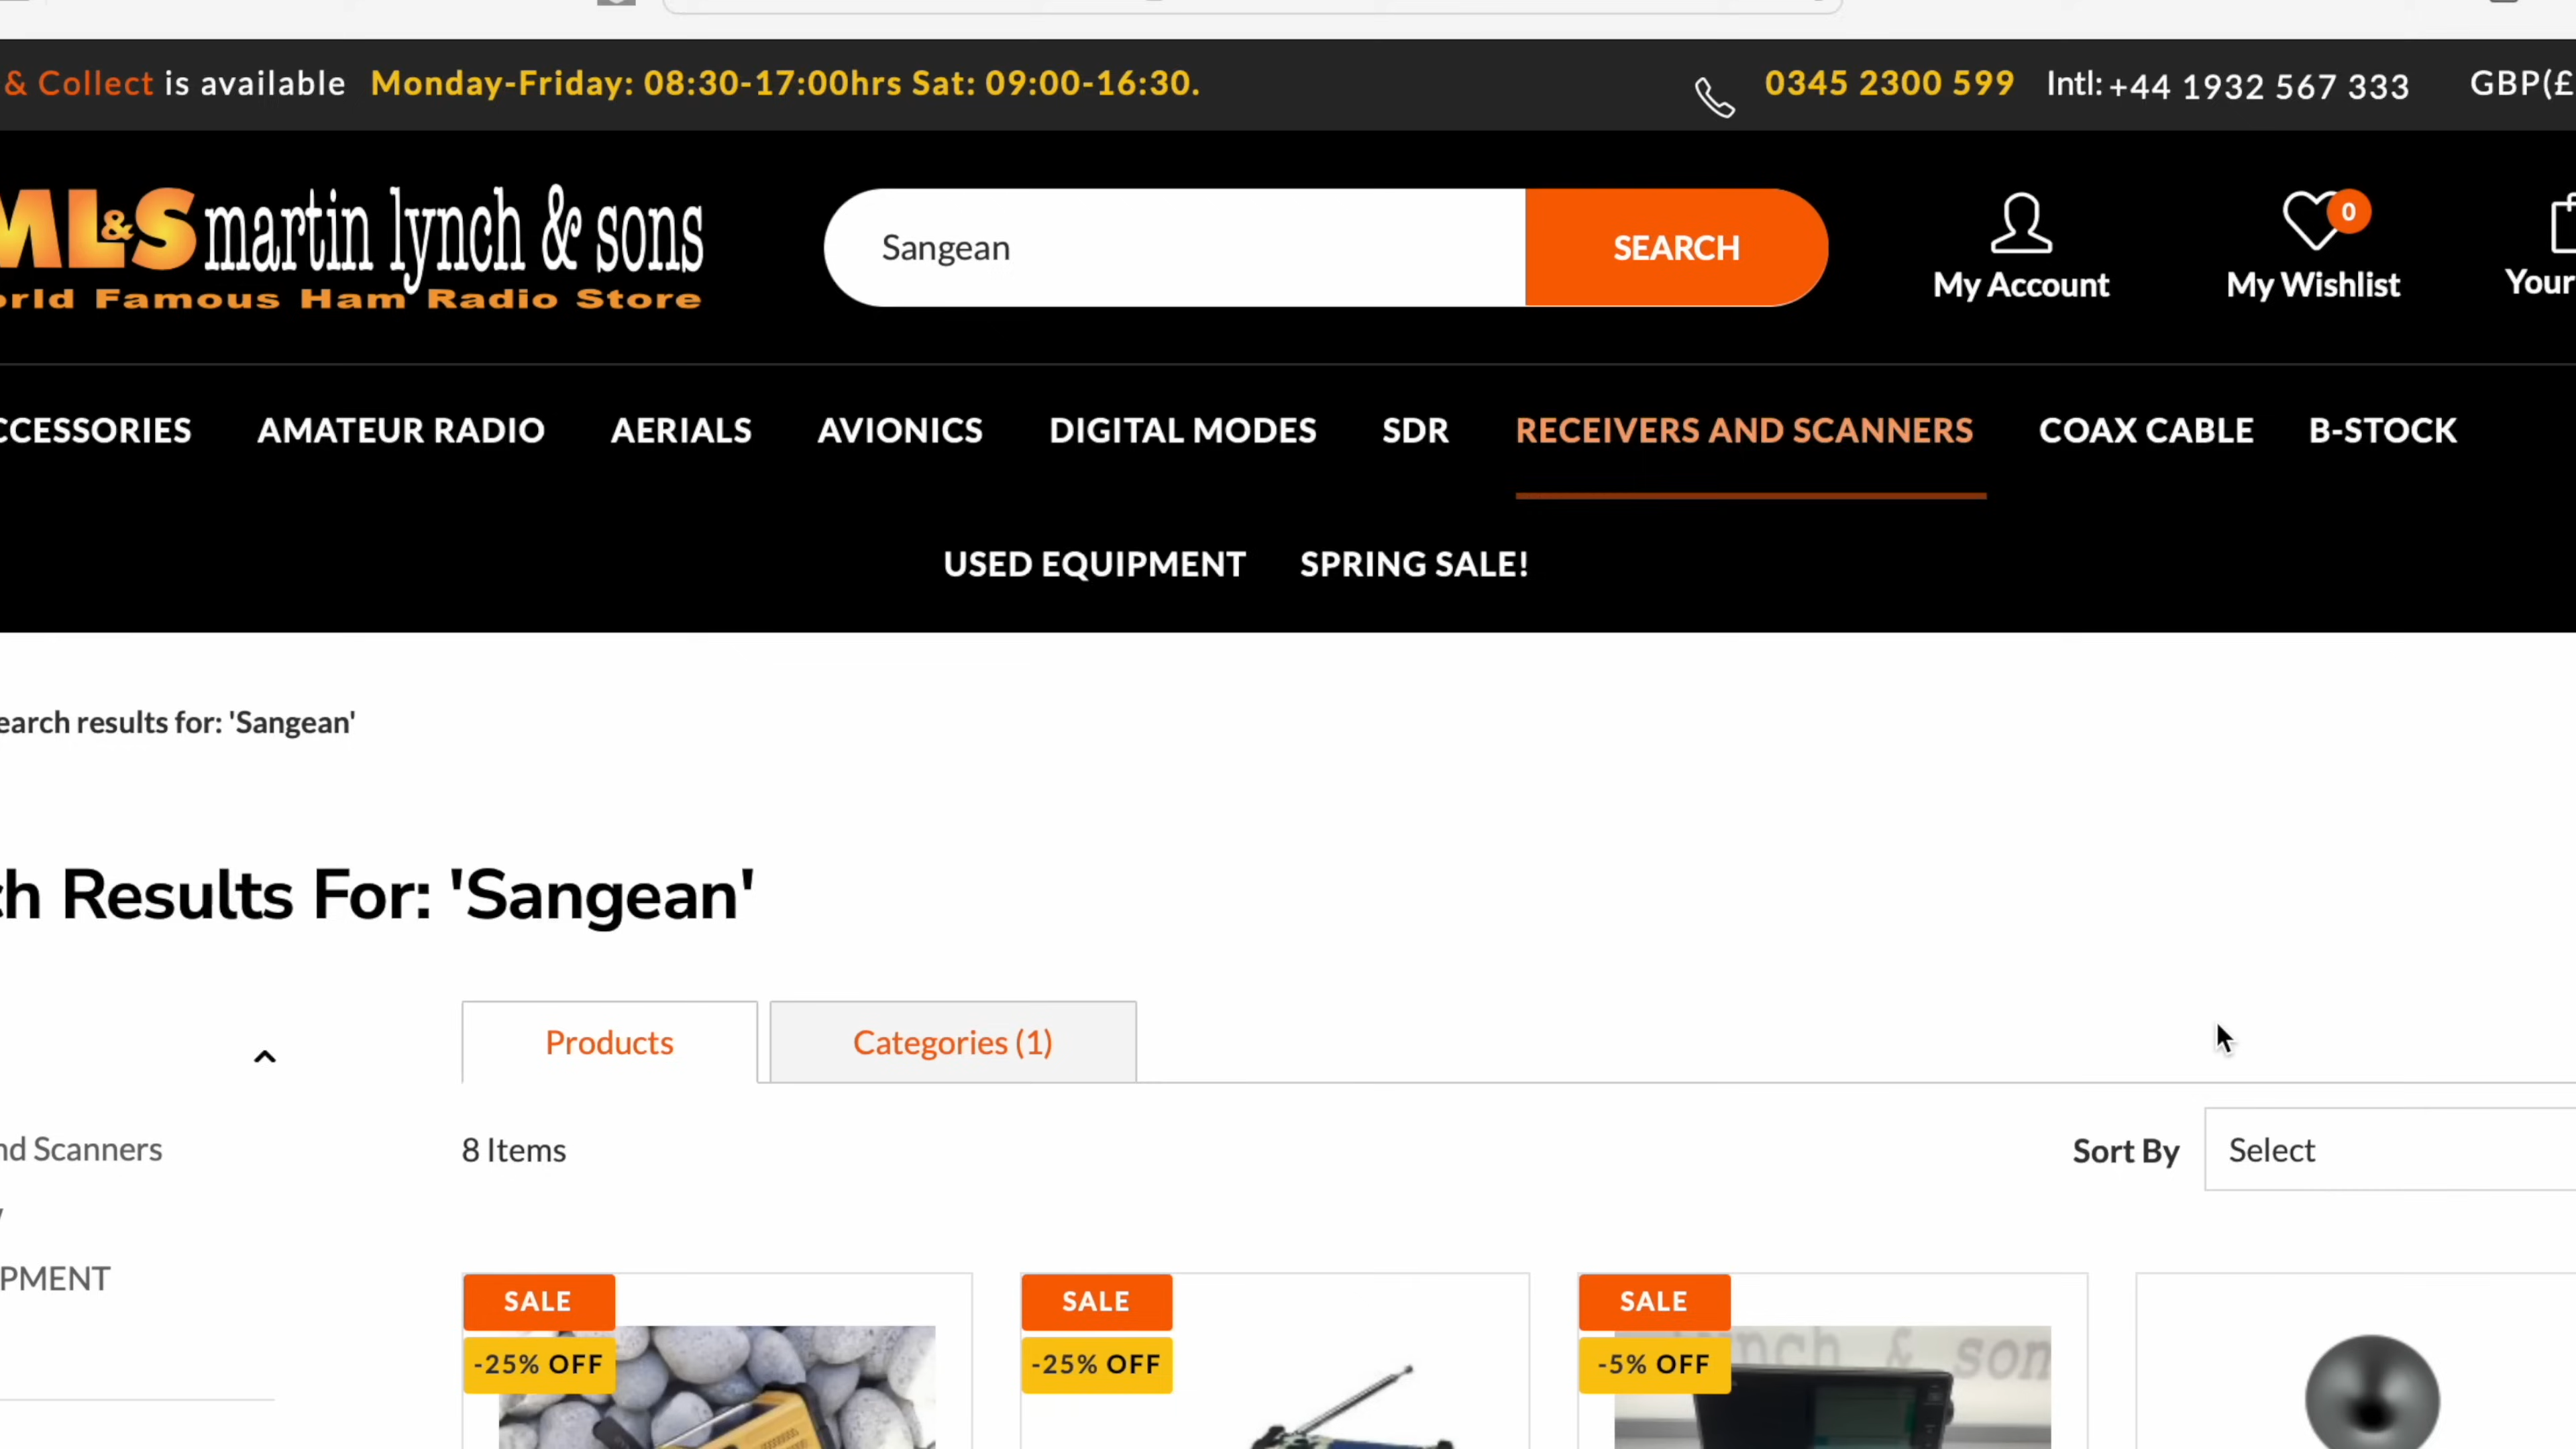 & Collect is available Monday-Friday: 08:30-17:00hrs Sat: 09:00-16:30.
0345 2300 599 Intl: +44 1932 567 333 GBP(£
ML&S martin lynch & sons
orld Famous Ham Radio Store
Sangean
SEARCH
My Account
0
My Wishlist
Your
CCESSORIES AMATEUR RADIO AERIALS AVIONICS DIGITAL MODES SDR RECEIVERS AND SCANNERS COAX CABLE B-STOCK
USED EQUIPMENT SPRING SALE!
earch results for: 'Sangean'
ch Results For: 'Sangean'
Products
Categories (1)
nd Scanners
PMENT
8 Items
Sort By Select
SALE
-25% OFF
SALE
-25% OFF
SALE
-5% OFF
ynch & son